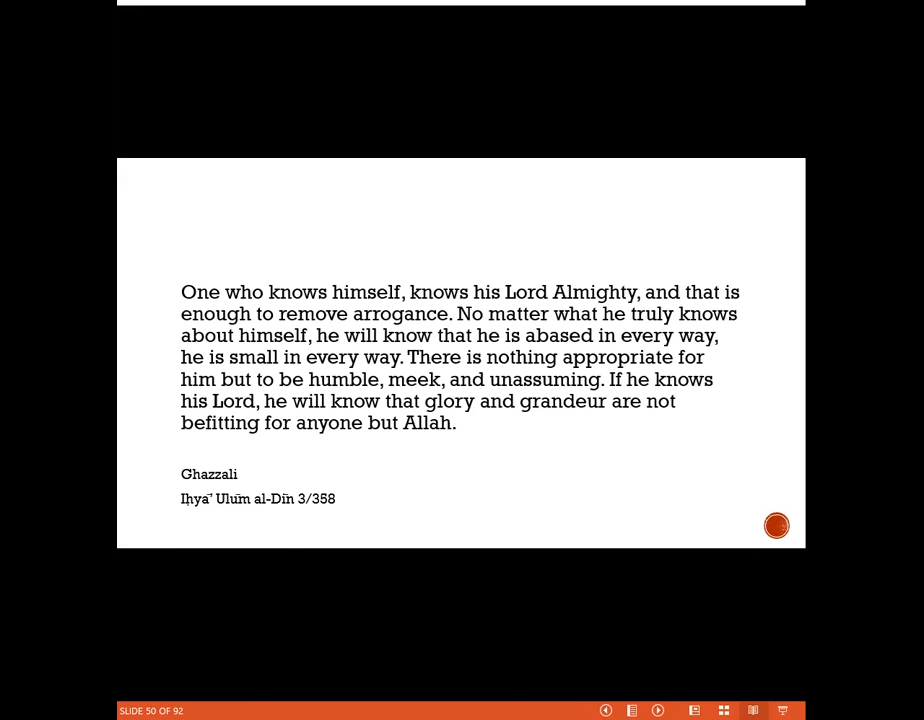 One who knows himself, knows his Lord Almighty, and that is
enough to remove arrogance. No matter what he truly knows
about himself, he will know that he is abased in every way,
he is small in every way. There is nothing appropriate for
him but to be humble, meek, and unassuming. If he knows
his Lord, he will know that glory and grandeur are not
befitting for anyone but Allah.
Ghazzali
Iḥyā’ Ulūm al-Dīn 3/358
SLIDE 50 OF 92